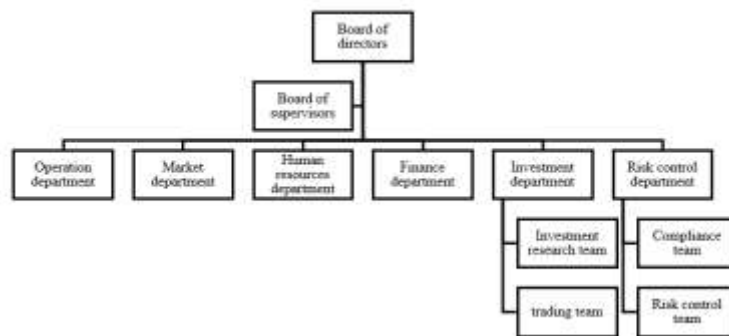 Board of
directors
Board of
supervisors
Operation
department
Market
department
Human
resources
department
Finance
department
Investment
department
Risk control
department
Investment
research team
Compliance
team
trading team
Risk control
team